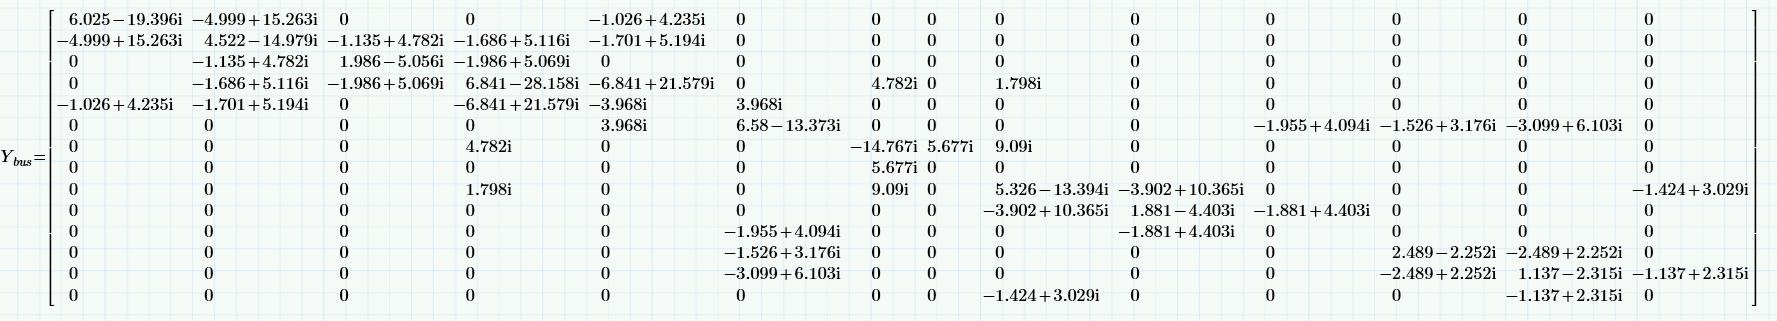 6.025−19.396i −4.999+15.263i 0 0 −1.026+4.235i 0 0 0 0 0 0 0 0 0
−4.999+15.263i 4.522−14.979i −1.135+4.782i −1.686+5.116i −1.701+5.194i 0 0 0 0 0 0 0 0 0
0 −1.135+4.782i 1.986−5.056i −1.986+5.069i 0 0 0 0 0 0 0 0 0 0
0 −1.686+5.116i −1.986+5.069i 6.841−28.158i −6.841+21.579i 0 4.782i 0 1.798i 0 0 0 0 0
−1.026+4.235i −1.701+5.194i 0 −6.841+21.579i −3.968i 3.968i 0 0 0 0 0 0 0 0
0 0 0 0 3.968i 6.58−13.373i 0 0 0 0 −1.955+4.094i −1.526+3.176i −3.099+6.103i 0
Y_bus= 0 0 0 4.782i 0 0 −14.767i 5.677i 9.09i 0 0 0 0 0
0 0 0 0 0 0 5.677i 0 0 0 0 0 0 0
0 0 0 1.798i 0 0 9.09i 0 5.326−13.394i −3.902+10.365i 0 0 0 −1.424+3.029i
0 0 0 0 0 0 0 0 −3.902+10.365i 1.881−4.403i −1.881+4.403i 0 0 0
0 0 0 0 0 −1.955+4.094i 0 0 0 −1.881+4.403i 0 0 0 0
0 0 0 0 0 −1.526+3.176i 0 0 0 0 0 2.489−2.252i −2.489+2.252i 0
0 0 0 0 0 −3.099+6.103i 0 0 0 0 0 −2.489+2.252i 1.137−2.315i −1.137+2.315i
0 0 0 0 0 0 0 0 −1.424+3.029i 0 0 0 −1.137+2.315i 0